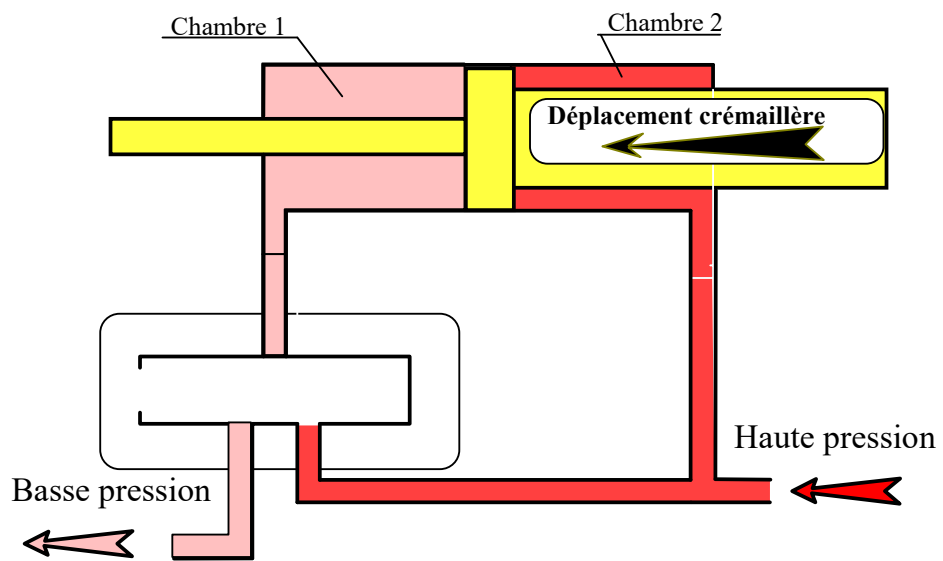 Chambre 1
Chambre 2
Déplacement crémaillère
Haute pression
Basse pression